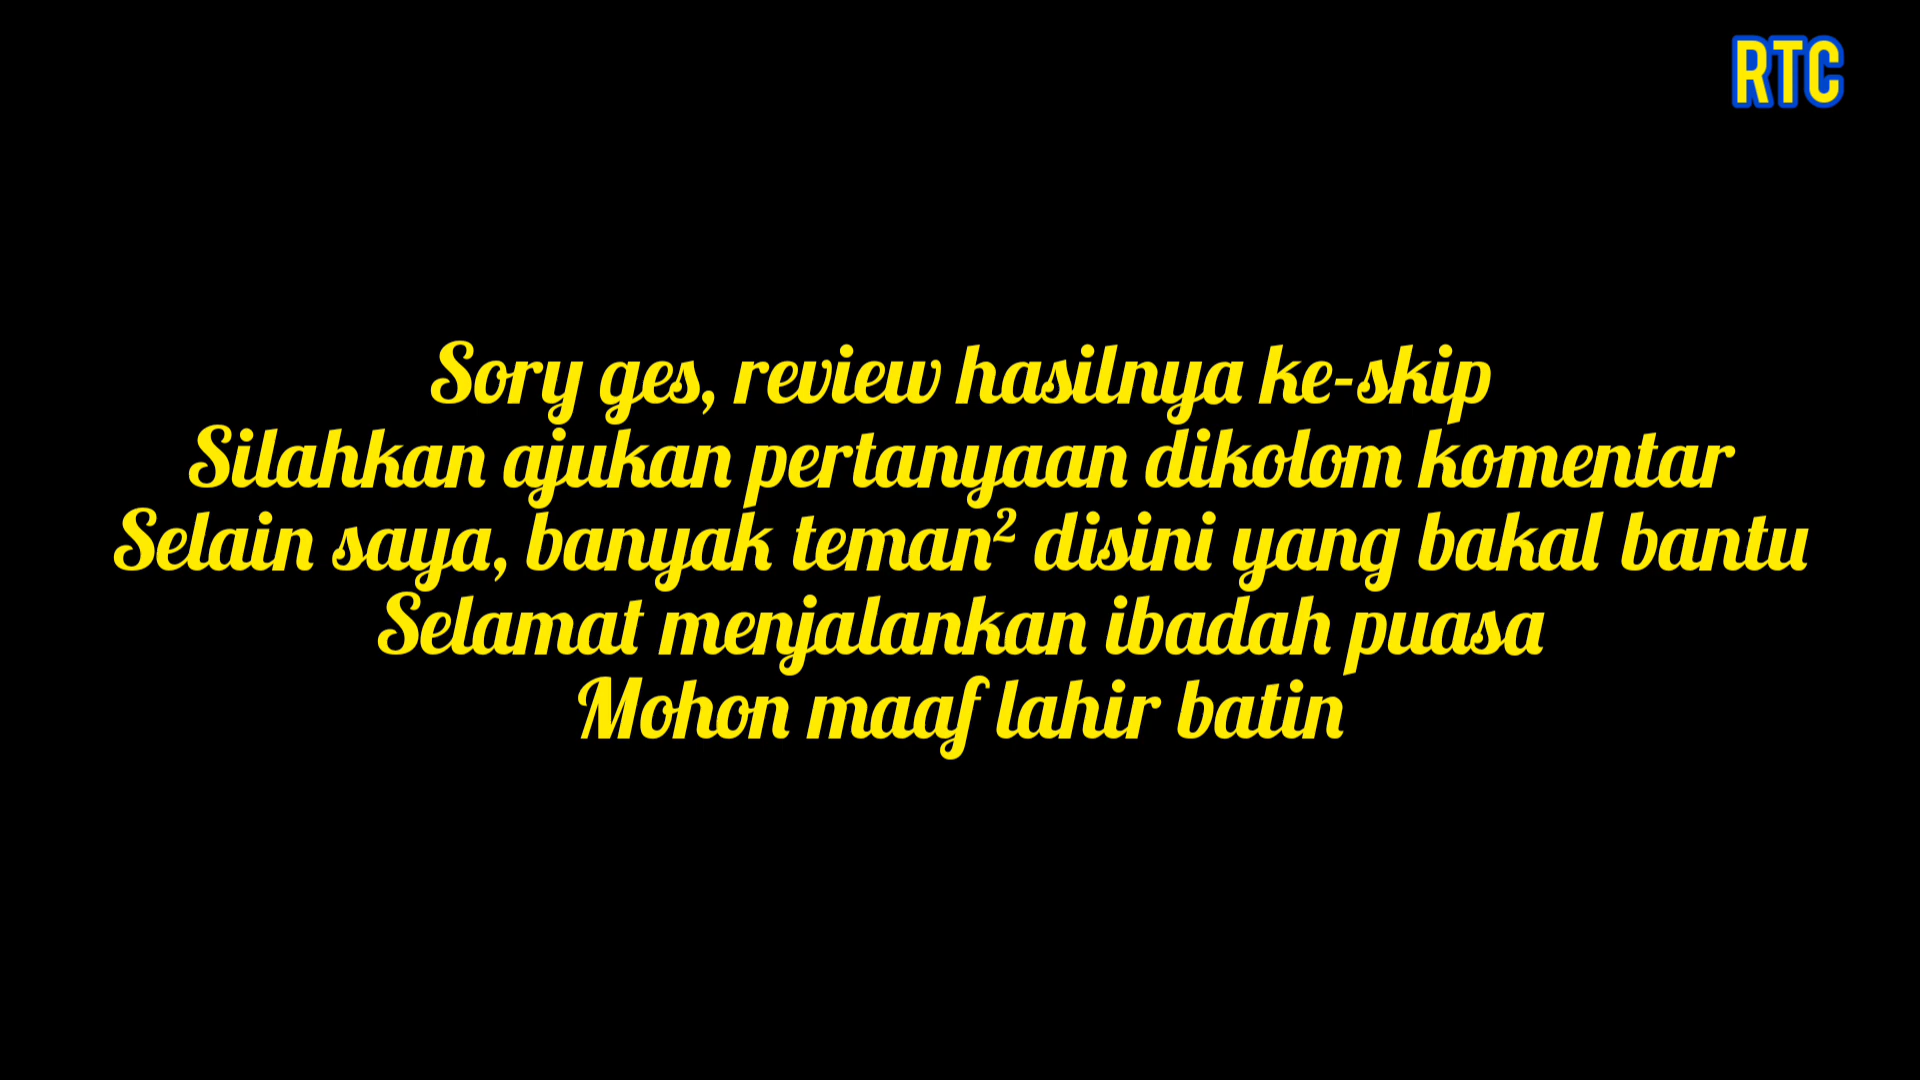 RTC
Sory ges, review hasilnya ke-skip
Silahkan ajukan pertanyaan dikolom komentar
Selain saya, banyak teman² disini yang bakal bantu
Selamat menjalankan ibadah puasa
Mohon maaf lahir batin